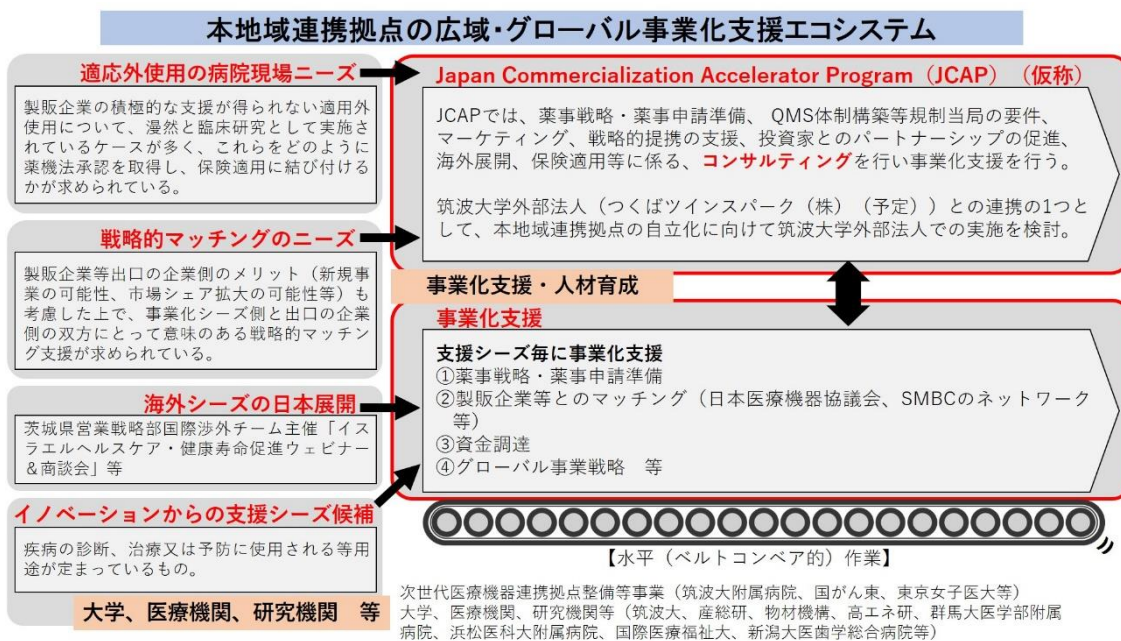 本地域連携拠点の広域・グローバル事業化支援エコシステム
適応外使用の病院現場ニーズ
製販企業の積極的な支援が得られない適用外
使用について、漫然と臨床研究として実施さ
れているケースが多く、これらをどのように
薬機法承認を取得し、保険適用に結び付ける
かが求められている。
戦略的マッチングのニーズ
製販企業等出口の企業側のメリット（新規事
業の可能性、市場シェア拡大の可能性等）も
考慮した上で、事業化シーズ側と出口の企業
側の双方にとって意味のある戦略的マッチン
グ支援が求められている。
海外シーズの日本展開
茨城県営業戦略部国際渉外チーム主催「イス
ラエルヘルスケア・健康寿命促進ウェビナー
＆商談会」等
イノベーションからの支援シーズ候補
疾病の診断、治療又は予防に使用される等用
途が定まっているもの。
大学、医療機関、研究機関　等
Japan Commercialization Accelerator Program（JCAP）（仮称）
JCAPでは、薬事戦略・薬事申請準備、 QMS体制構築等規制当局の要件、
マーケティング、戦略的提携の支援、投資家とのパートナーシップの促進、
海外展開、保険適用等に係る、コンサルティングを行い事業化支援を行う。
筑波大学外部法人（つくばツインスパーク（株）（予定））との連携の1つと
して、本地域連携拠点の自立化に向けて筑波大学外部法人での実施を検討。
事業化支援・人材育成
事業化支援
支援シーズ毎に事業化支援
①薬事戦略・薬事申請準備
②製販企業等とのマッチング（日本医療機器協議会、SMBCのネットワーク
等）
③資金調達
④グローバル事業戦略　等
【水平（ベルトコンベア的）作業】
次世代医療機器連携拠点整備等事業（筑波大附属病院、国がん東、東京女子医大等）
大学、医療機関、研究機関等（筑波大、産総研、物材機構、高エネ研、群馬大医学部附属
病院、浜松医科大附属病院、国際医療福祉大、新潟大医歯学総合病院等）